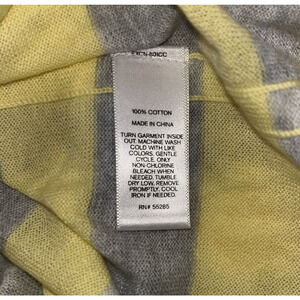 100% COTTON
MADE IN CHINA
TURN GARMENT INSIDE
OUT. MACHINE WASH
COLD WITH LIKE
COLORS, GENTLE
CYCLE. ONLY
NON-CHLORINE
BLEACH WHEN
NEEDED. TUMBLE
DRY LOW. REMOVE
PROMPTLY. COOL
IRON IF NEEDED.
RN# 55285